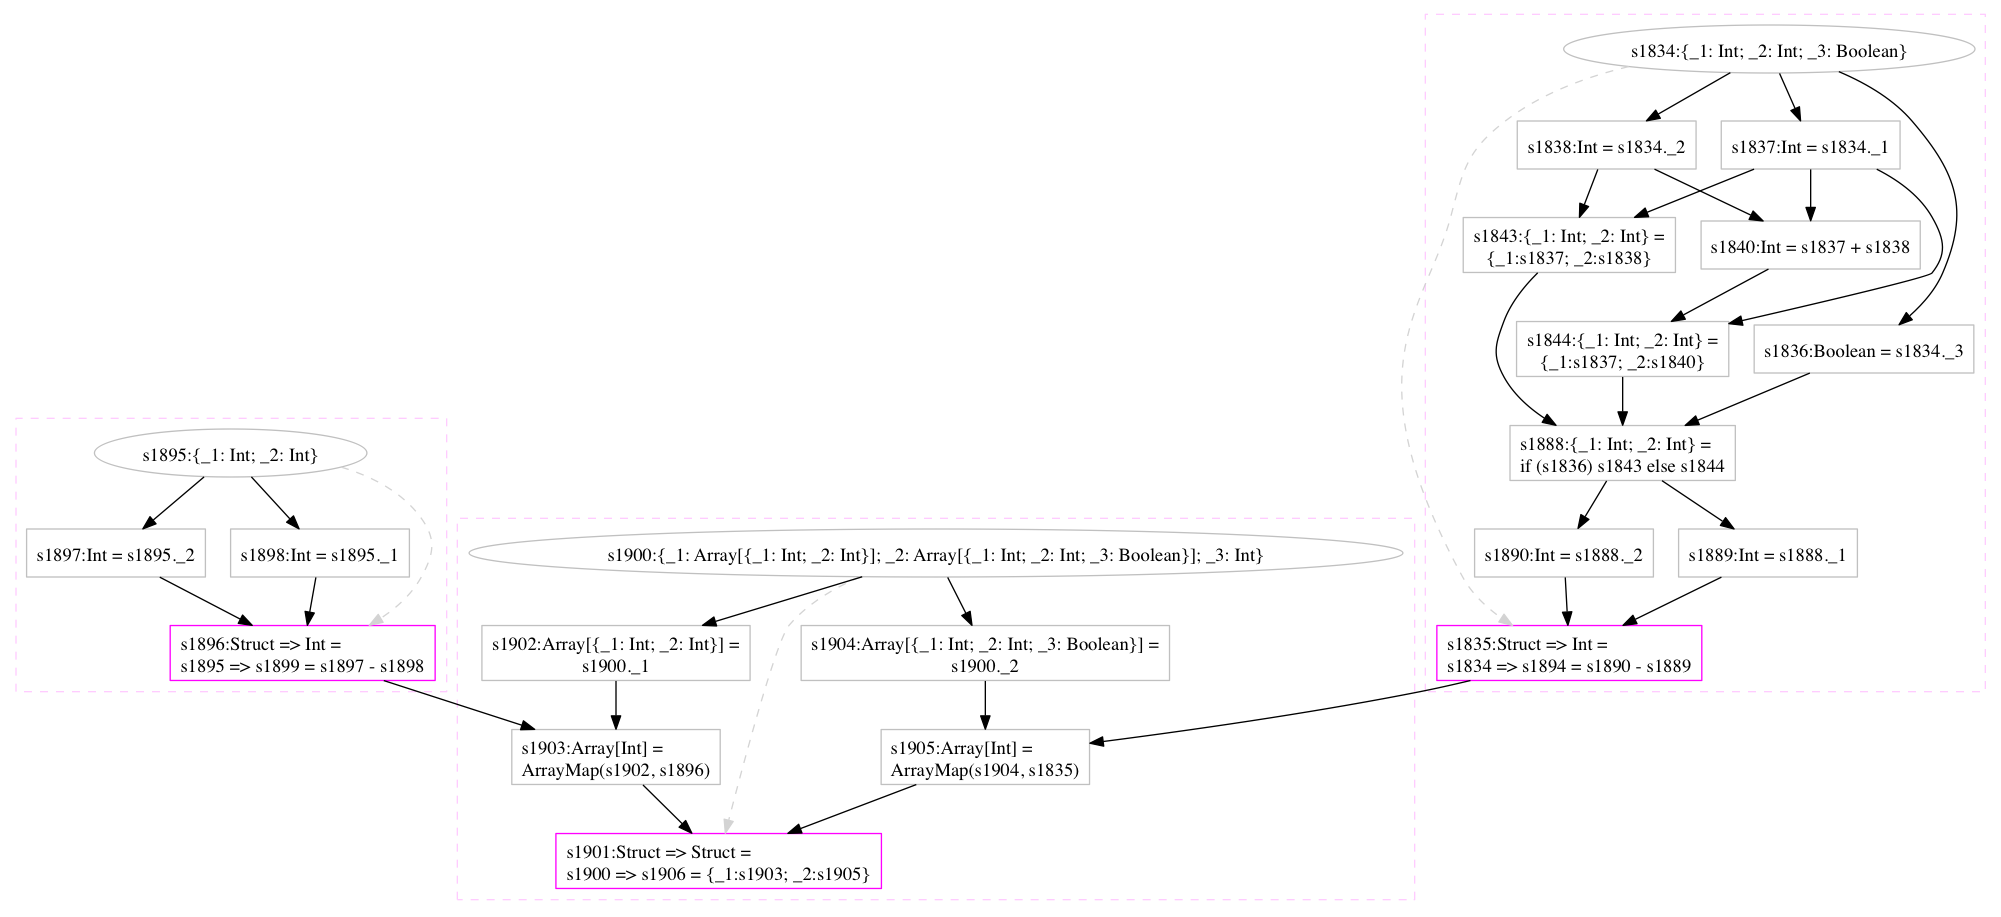 s1834:{_1: Int; _2: Int; _3: Boolean}
s1838:Int = s1834._2
s1837:Int = s1834._1
s1843:{_1: Int; _2: Int} =
{_1:s1837; _2:s1838}
s1840:Int = s1837 + s1838
s1844:{_1: Int; _2: Int} =
{_1:s1837; _2:s1840}
s1836:Boolean = s1834._3
s1888:{_1: Int; _2: Int} =
if (s1836) s1843 else s1844
s1890:Int = s1888._2
s1889:Int = s1888._1
s1835:Struct => Int =
s1834 => s1894 = s1890 - s1889
s1895:{_1: Int; _2: Int}
s1897:Int = s1895._2
s1898:Int = s1895._1
s1896:Struct => Int =
s1895 => s1899 = s1897 - s1898
s1900:{_1: Array[{_1: Int; _2: Int}]; _2: Array[{_1: Int; _2: Int; _3: Boolean}]; _3: Int}
s1902:Array[{_1: Int; _2: Int}] =
s1900._1
s1904:Array[{_1: Int; _2: Int; _3: Boolean}] =
s1900._2
s1903:Array[Int] =
ArrayMap(s1902, s1896)
s1905:Array[Int] =
ArrayMap(s1904, s1835)
s1901:Struct => Struct =
s1900 => s1906 = {_1:s1903; _2:s1905}